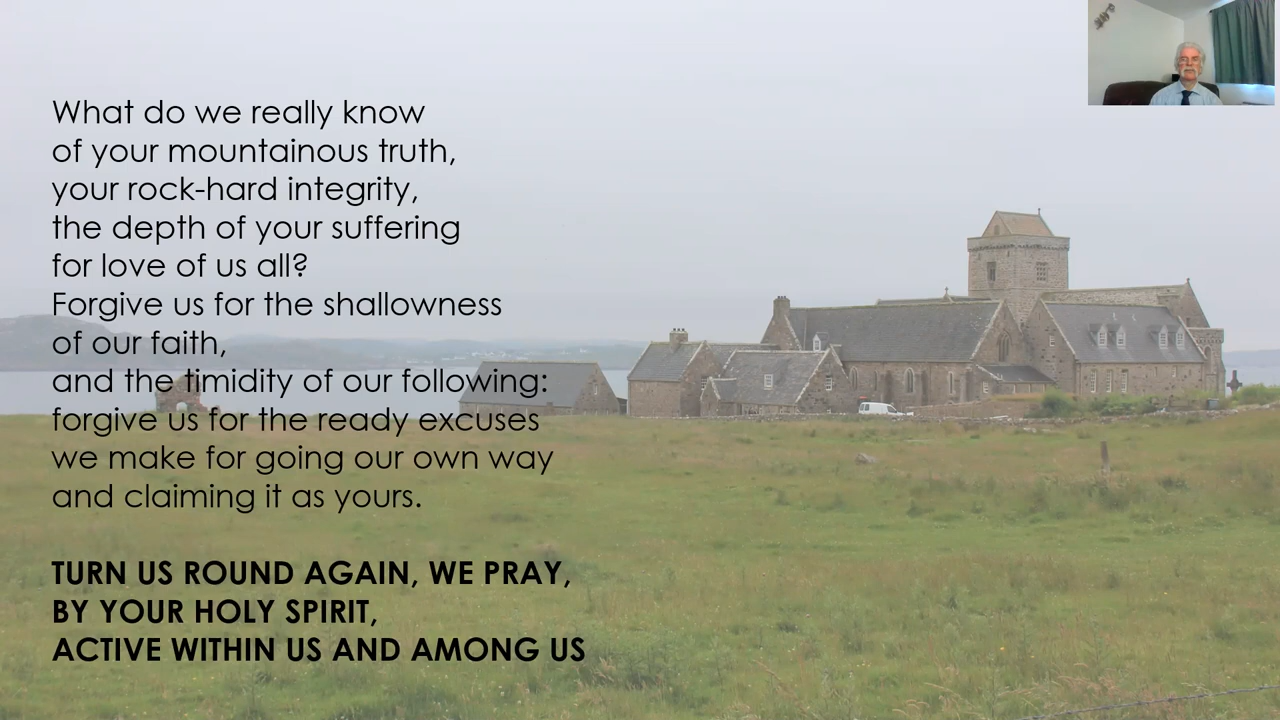 What do we really know
of your mountainous truth,
your rock-hard integrity,
the depth of your suffering
for love of us all?
Forgive us for the shallowness
of our faith,
and the timidity of our following:
forgive us for the ready excuses
we make for going our own way
and claiming it as yours.
TURN US ROUND AGAIN, WE PRAY,
BY YOUR HOLY SPIRIT,
ACTIVE WITHIN US AND AMONG US